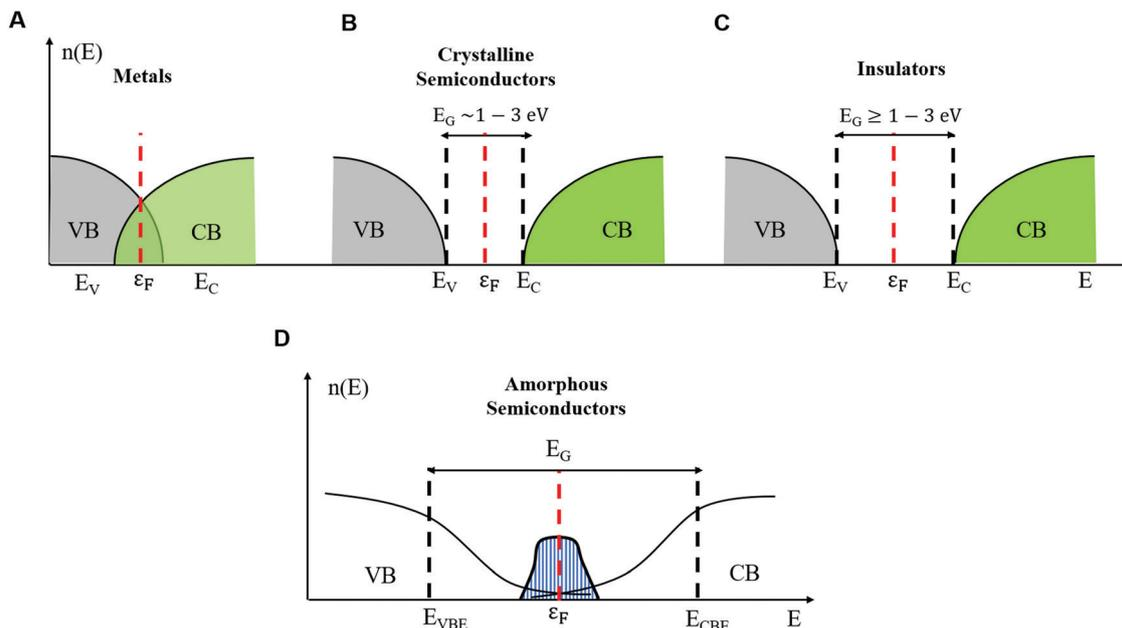 A
B
C
n(E)
Metals
Crystalline
Semiconductors
Insulators
E_G ~1 − 3 eV
E_G ≥ 1 − 3 eV
VB
CB
VB
CB
VB
CB
E_V
ε_F
E_C
E_V
ε_F
E_C
E_V
ε_F
E_C
E
D
n(E)
Amorphous
Semiconductors
E_G
VB
CB
E_VBE
ε_F
E_CBE
E